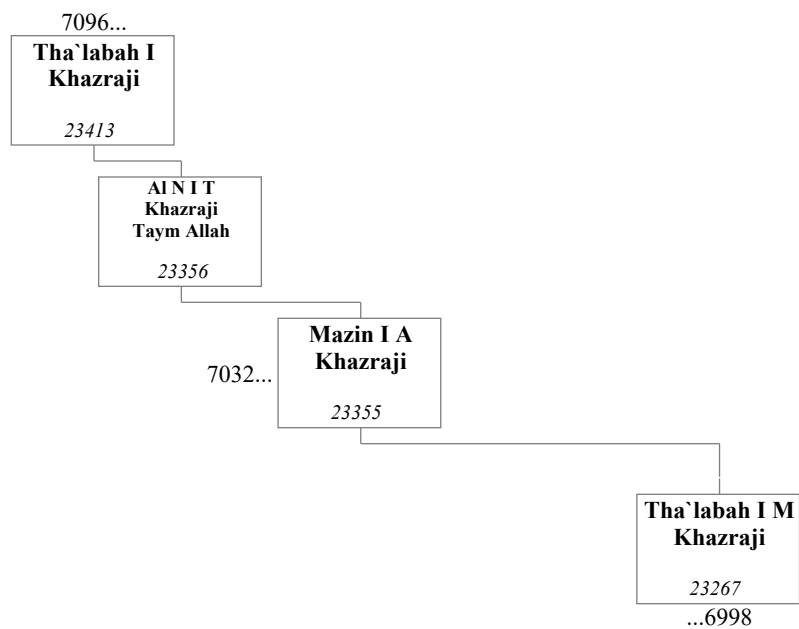 7096...
Tha`labah I
Khazraji
23413
Al N I T
Khazraji
Taym Allah
23356
Mazin I A
Khazraji
7032...
23355
Tha`labah I M
Khazraji
23267
...6998